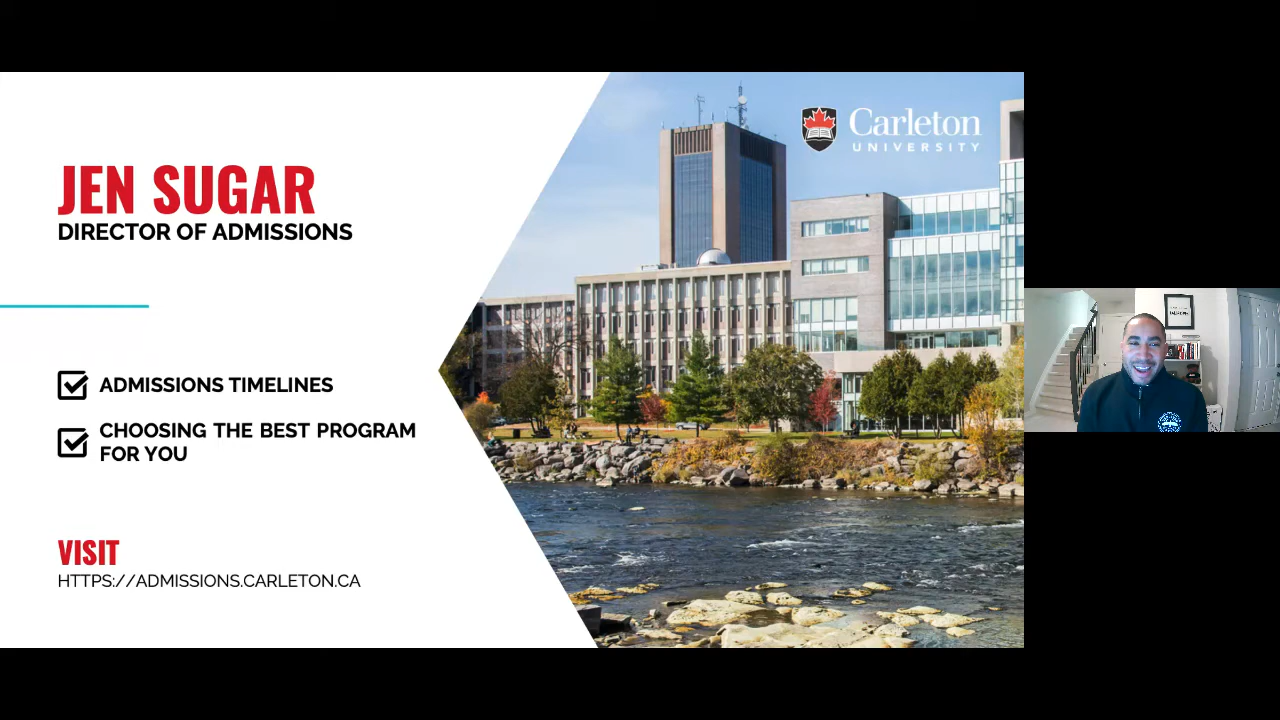 JEN SUGAR
DIRECTOR OF ADMISSIONS
ADMISSIONS TIMELINES
CHOOSING THE BEST PROGRAM
FOR YOU
VISIT
HTTPS://ADMISSIONS.CARLETON.CA
Carleton
UNIVERSITY